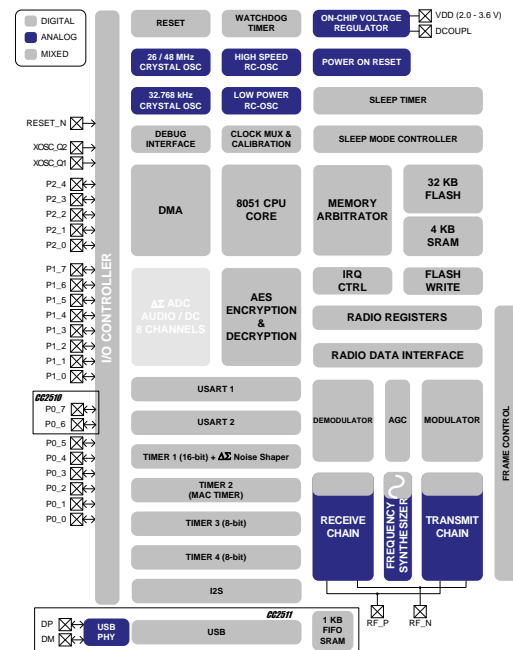 DIGITAL
ANALOG
MIXED
RESET
WATCHDOG
TIMER
ON-CHIP VOLTAGE
REGULATOR
VDD (2.0 - 3.6 V)
DCOUPL
26 / 48 MHz
CRYSTAL OSC
HIGH SPEED
RC-OSC
POWER ON RESET
32.768 kHz
CRYSTAL OSC
LOW POWER
RC-OSC
SLEEP TIMER
RESET_N
XOSC_Q2
XOSC_Q1
DEBUG
INTERFACE
CLOCK MUX &
CALIBRATION
SLEEP MODE CONTROLLER
P2_4
P2_3
P2_2
P2_1
P2_0
DMA
8051 CPU
CORE
MEMORY
ARBITRATOR
32 KB
FLASH
4 KB
SRAM
P1_7
P1_6
P1_5
P1_4
P1_3
P1_2
P1_1
P1_0
I/O CONTROLLER
ΔΣ ADC
AUDIO / DC
8 CHANNELS
AES
ENCRYPTION
&
DECRYPTION
IRQ
CTRL
FLASH
WRITE
RADIO REGISTERS
RADIO DATA INTERFACE
CC2510
P0_7
P0_6
P0_5
P0_4
P0_3
P0_2
P0_1
P0_0
USART 1
USART 2
TIMER 1 (16-bit) + ΔΣ Noise Shaper
TIMER 2
(MAC TIMER)
TIMER 3 (8-bit)
TIMER 4 (8-bit)
I2S
DEMODULATOR
AGC
MODULATOR
FRAME CONTROL
RECEIVE
CHAIN
FREQUENCY
SYNTHESIZER
TRANSMIT
CHAIN
RF_P
RF_N
CC2511
DP
DM
USB
PHY
USB
1 KB
FIFO
SRAM